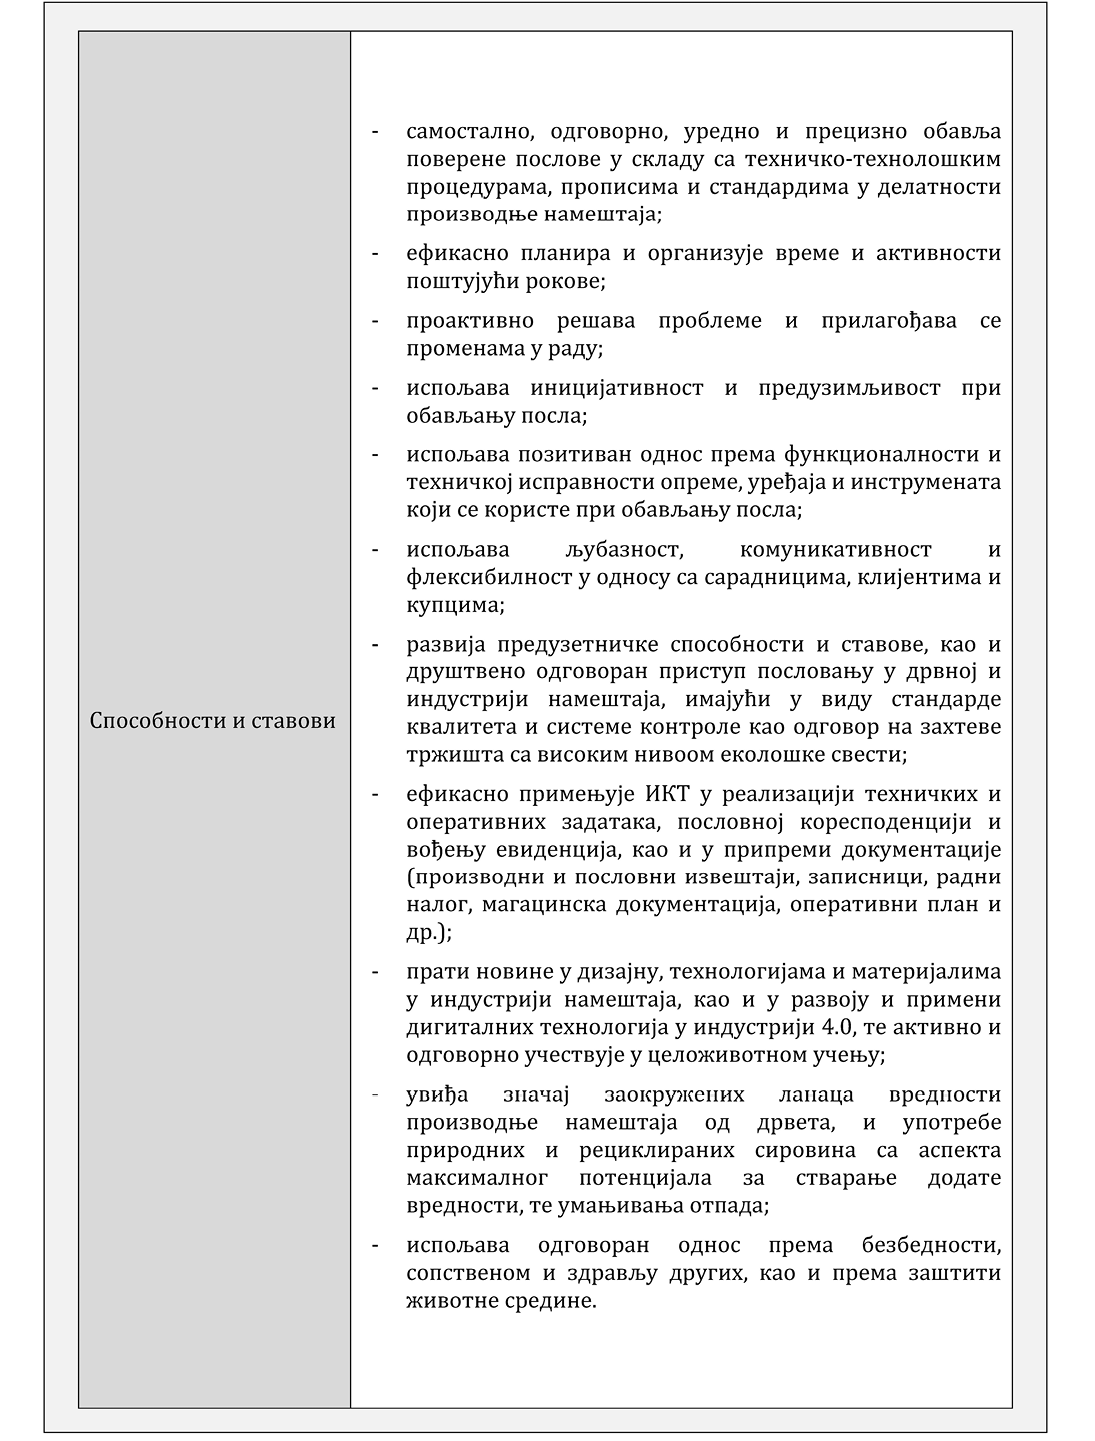 Способности и ставови
- самостално, одговорно, уредно и прецизно обавља
поверене послове у складу са техничко-технолошким
процедурама, прописима и стандардима у делатности
производње намештаја;
- ефикасно планира и организује време и активности
поштујући рокове;
- проактивно решава проблеме и прилагођава се
променама у раду;
- испољава иницијативност и предузимљивост при
обављању посла;
- испољава позитиван однос према функционалности и
техничкој исправности опреме, уређаја и инструмената
који се користе при обављању посла;
- испољава љубазност, комуникативност и
флексибилност у односу са сарадницима, клијентима и
купцима;
- развија предузетничке способности и ставове, као и
друштвено одговоран приступ пословању у дрвној и
индустрији намештаја, имајући у виду стандарде
квалитета и системе контроле као одговор на захтеве
тржишта са високим нивоом еколошке свести;
- ефикасно примењује ИКТ у реализацији техничких и
оперативних задатака, пословној коресподенцији и
вођењу евиденција, као и у припреми документације
(производни и пословни извештаји, записници, радни
налог, магацинска документација, оперативни план и
др.);
- прати новине у дизајну, технологијама и материјалима
у индустрији намештаја, као и у развоју и примени
дигиталних технологија у индустрији 4.0, те активно и
одговорно учествује у целоживотном учењу;
- увиђа значај заокружених ланаца вредности
производње намештаја од дрвета, и употребе
природних и рециклираних сировина са аспекта
максималног потенцијала за стварање додате
вредности, те умањивања отпада;
- испољава одговоран однос према безбедности,
сопственом и здрављу других, као и према заштити
животне средине.